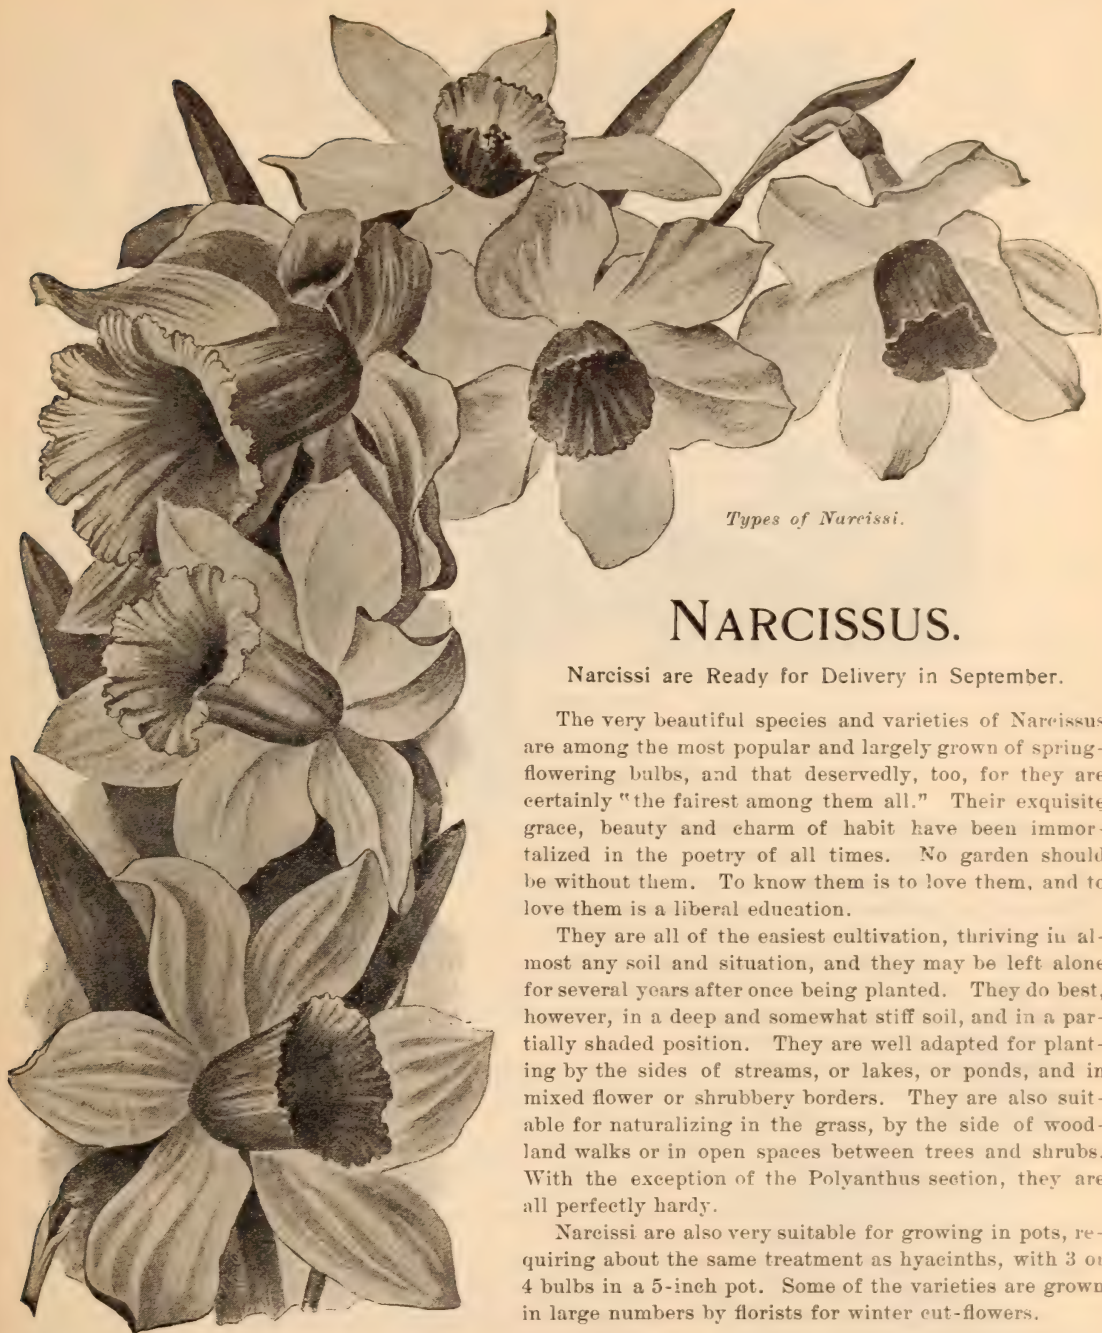 Types of Narcissi.
NARCISSUS.
Narcissi are Ready for Delivery in September.
The very beautiful species and varieties of Narcissus
are among the most popular and largely grown of spring-
flowering bulbs, and that deservedly, too, for they are
certainly "the fairest among them all." Their exquisite
grace, beauty and charm of habit have been immor-
talized in the poetry of all times. No garden should
be without them. To know them is to love them, and to
love them is a liberal education.
They are all of the easiest cultivation, thriving in al-
most any soil and situation, and they may be left alone
for several years after once being planted. They do best,
however, in a deep and somewhat stiff soil, and in a par-
tially shaded position. They are well adapted for plant-
ing by the sides of streams, or lakes, or ponds, and in
mixed flower or shrubbery borders. They are also suit-
able for naturalizing in the grass, by the side of wood-
land walks or in open spaces between trees and shrubs.
With the exception of the Polyanthus section, they are
all perfectly hardy.
Narcissi are also very suitable for growing in pots, re-
quiring about the same treatment as hyacinths, with 3 or
4 bulbs in a 5-inch pot. Some of the varieties are grown
in large numbers by florists for winter cut-flowers.